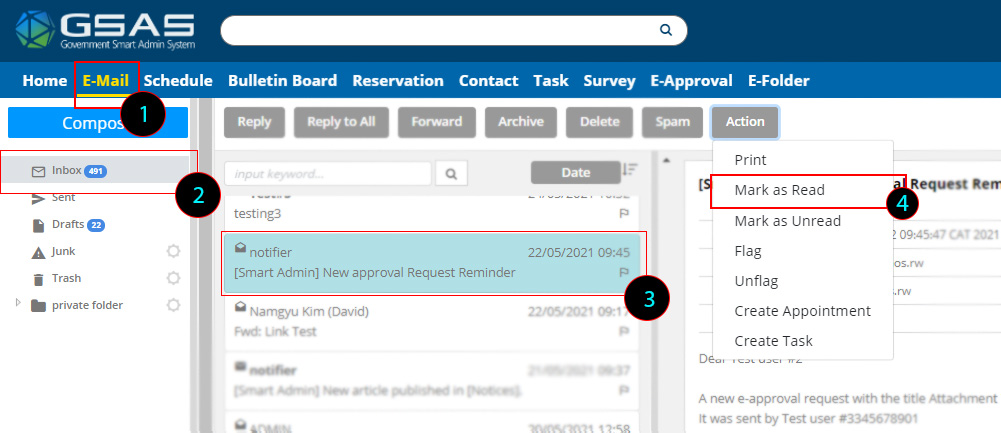 GSAS
Government Smart Admin System
Home E-Mail Schedule Bulletin Board Reservation Contact Task Survey E-Approval E-Folder
1
Compos
Reply Reply to All Forward Archive Delete Spam Action
Inbox 491
2
Sent
Drafts 22
Junk
Trash
private folder
input keyword...
Date
testing3
notifier 22/05/2021 09:45
[Smart Admin] New approval Request Reminder
3
Namgyu Kim (David) 22/05/2021 09:17
Fwd: Link Test
notifier 21/05/2021 09:37
[Smart Admin] New article published in [Notices].
ADMIN. 20/05/2021 12:58
Print
Mark as Read
4
Mark as Unread
Flag
Unflag
Create Appointment
Create Task
[S Request Rem
2 09:45:47 CAT 2021
os.rw
s.rw
Dear Test user #2
A new e-approval request with the title Attachment
It was sent by Test user #3345678901